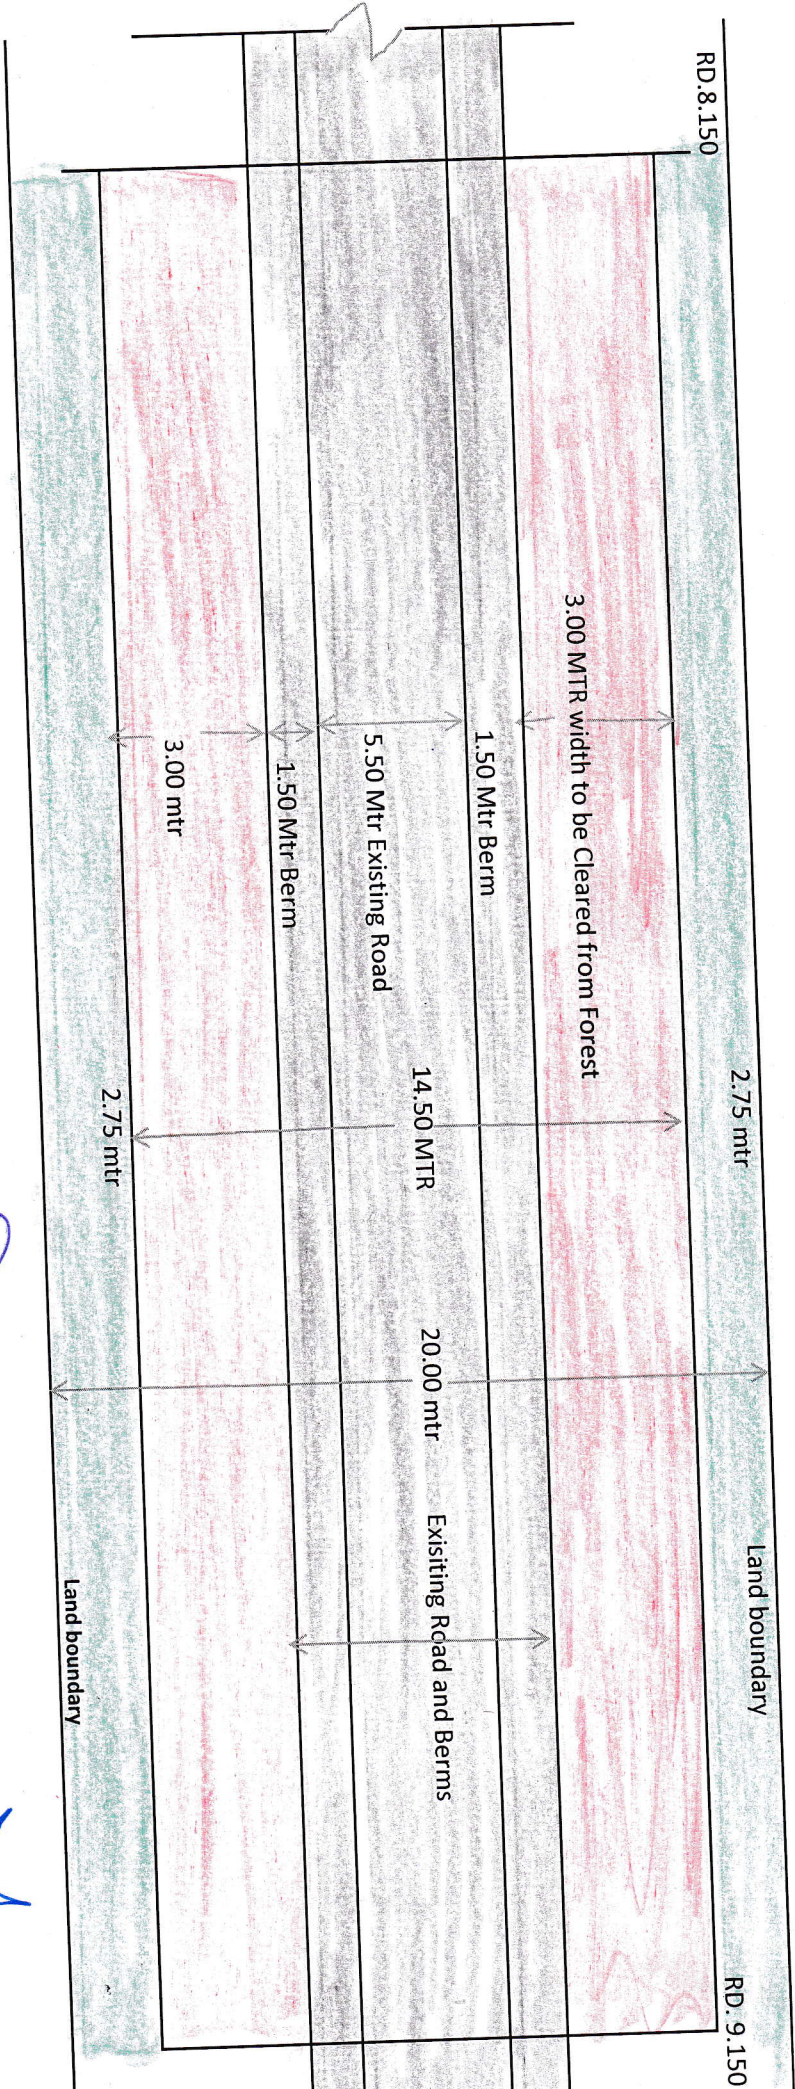 RD.8.150
2.75 mtr
Land boundary
RD. 9.150
3.00 MTR width to be Cleared from Forest
1.50 Mtr Berm
5.50 Mtr Existing Road
14.50 MTR
20.00 mtr
Exisiting Road and Berms
1.50 Mtr Berm
3.00 mtr
2.75 mtr
Land boundary